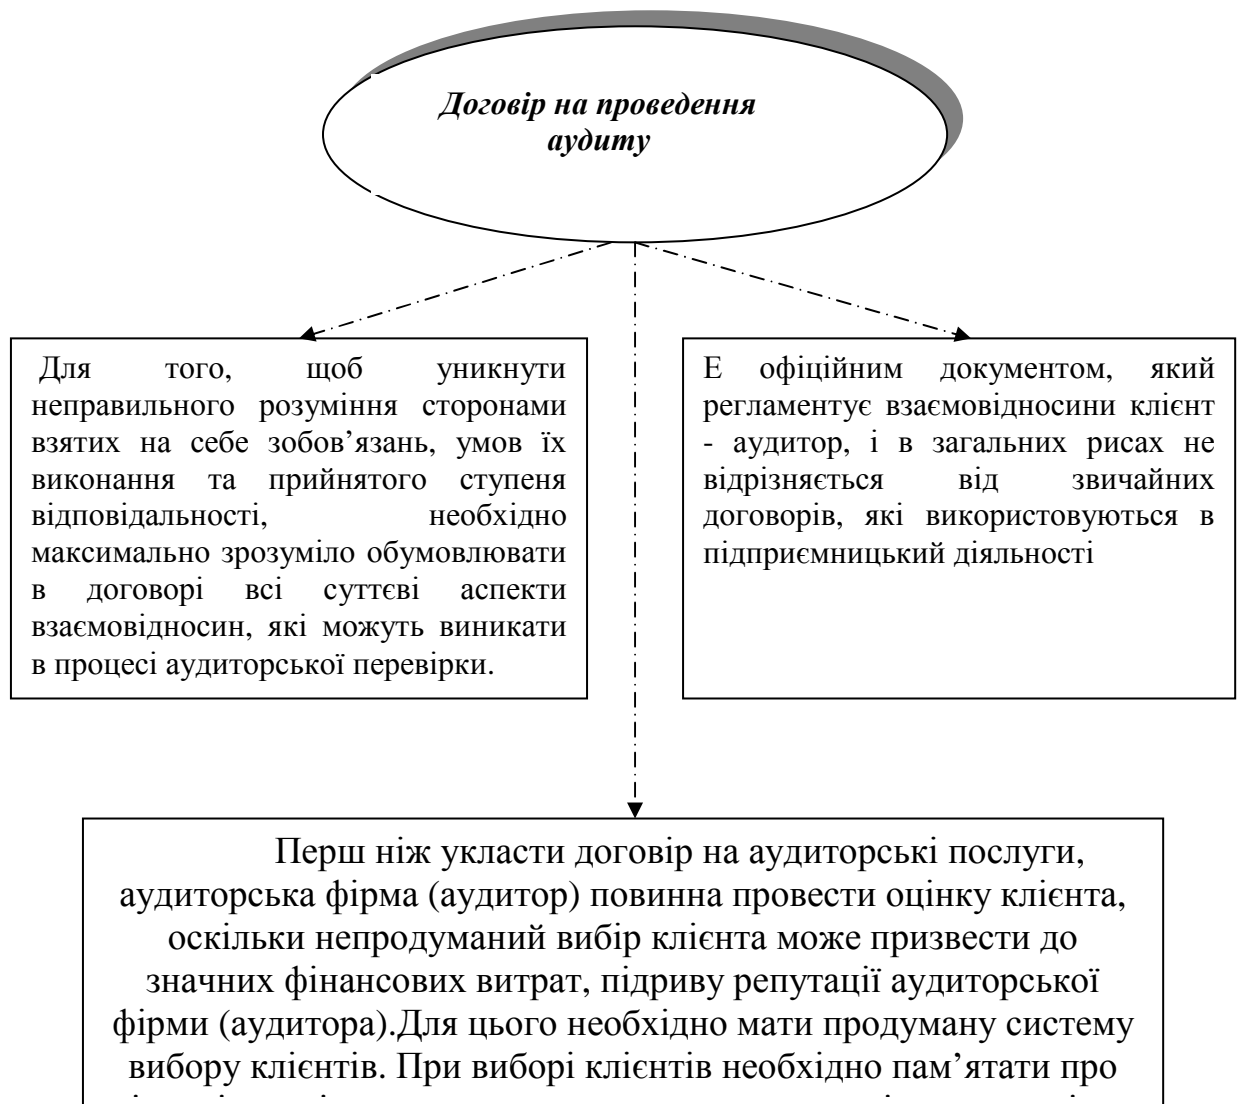 Договір на проведення
аудиту
Для того, щоб уникнути
неправильного розуміння сторонами
взятих на себе зобов’язань, умов їх
виконання та прийнятого ступеня
відповідальності, необхідно
максимально зрозуміло обумовлювати
в договорі всі суттєві аспекти
взаємовідносин, які можуть виникати
в процесі аудиторської перевірки.
Е офіційним документом, який
регламентує взаємовідносини клієнт
- аудитор, і в загальних рисах не
відрізняється від звичайних
договорів, які використовуються в
підприємницький діяльності
Перш ніж укласти договір на аудиторські послуги,
аудиторська фірма (аудитор) повинна провести оцінку клієнта,
оскільки непродуманий вибір клієнта може призвести до
значних фінансових витрат, підриву репутації аудиторської
фірми (аудитора).Для цього необхідно мати продуману систему
вибору клієнтів. При виборі клієнтів необхідно пам’ятати про